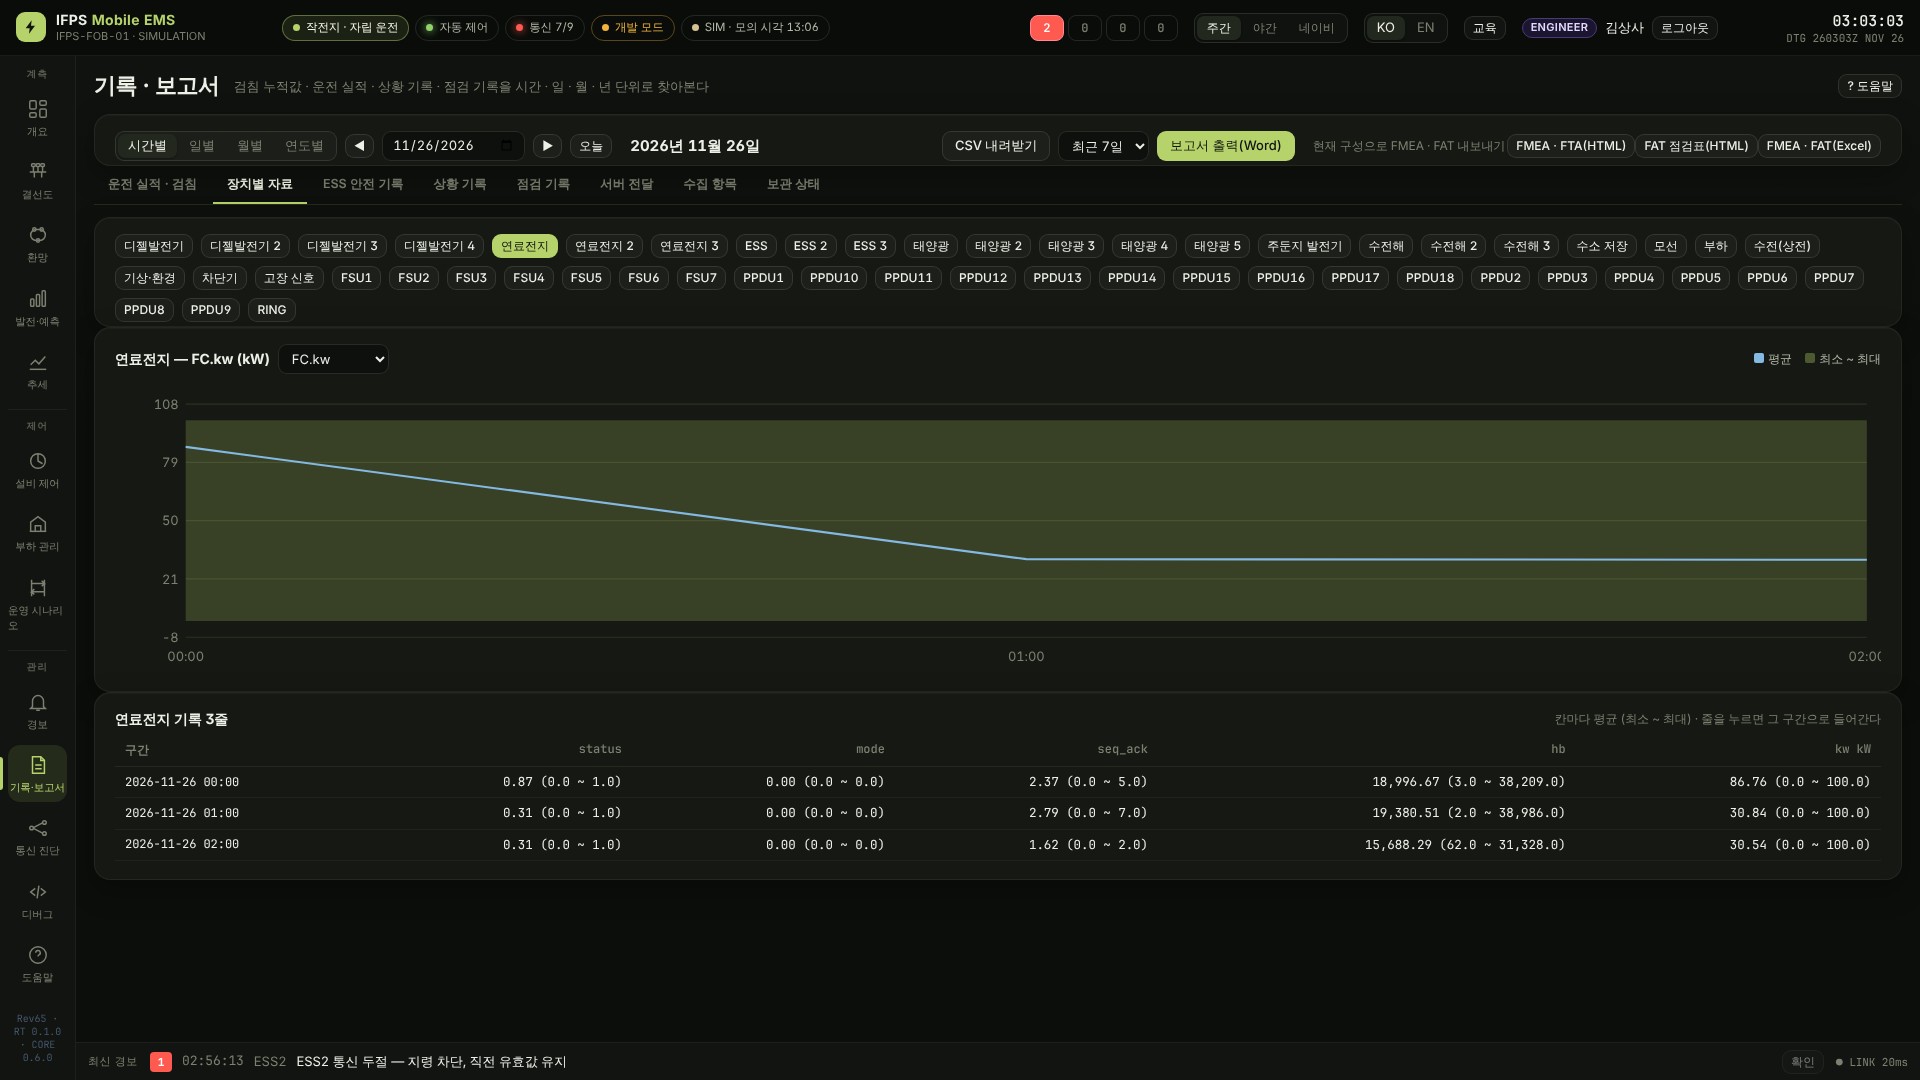 IFPS Mobile EMS
IFPS-FOB-01 · SIMULATION
작전지 · 자립 운전
자동 제어
통신 7/9
개발 모드
SIM · 모의 시각 13:06
2 0 0 0
주간 야간 네이비
KO EN
교육
ENGINEER 김상사 로그아웃
03:03:03
DTG 260303Z NOV 26
계측
개요
결선도
환망
발전·예측
추세
제어
설비 제어
부하 관리
운영 시나리오
관리
경보
기록·보고서
통신 진단
디버그
도움말
Rev65 ·
RT 0.1.0
· CORE
0.6.0
기록 · 보고서 검침 누적값 · 운전 실적 · 상황 기록 · 점검 기록을 시간 · 일 · 월 · 년 단위로 찾아본다
? 도움말
시간별 일별 월별 연도별 ◀ 11/26/2026 ▶ 오늘 2026년 11월 26일
CSV 내려받기 최근 7일 보고서 출력(Word) 현재 구성으로 FMEA · FAT 내보내기 FMEA · FTA(HTML) FAT 점검표(HTML) FMEA · FAT(Excel)
운전 실적 · 검침 장치별 자료 ESS 안전 기록 상황 기록 점검 기록 서버 전달 수집 항목 보관 상태
디젤발전기 디젤발전기 2 디젤발전기 3 디젤발전기 4 연료전지 연료전지 2 연료전지 3 ESS ESS 2 ESS 3 태양광 태양광 2 태양광 3 태양광 4 태양광 5 주둔지 발전기 수전해 수전해 2 수전해 3 수소 저장 모선 부하 수전(상전)
기상·환경 차단기 고장 신호 FSU1 FSU2 FSU3 FSU4 FSU5 FSU6 FSU7 PPDU1 PPDU10 PPDU11 PPDU12 PPDU13 PPDU14 PPDU15 PPDU16 PPDU17 PPDU18 PPDU2 PPDU3 PPDU4 PPDU5 PPDU6 PPDU7
PPDU8 PPDU9 RING
연료전지 — FC.kw (kW) FC.kw
평균 최소 ~ 최대
108
79
50
21
-8
00:00 01:00 02:00
연료전지 기록 3줄
칸마다 평균 (최소 ~ 최대) · 줄을 누르면 그 구간으로 들어간다
구간 status mode seq_ack hb kw kW
2026-11-26 00:00 0.87 (0.0 ~ 1.0) 0.00 (0.0 ~ 0.0) 2.37 (0.0 ~ 5.0) 18,996.67 (3.0 ~ 38,209.0) 86.76 (0.0 ~ 100.0)
2026-11-26 01:00 0.31 (0.0 ~ 1.0) 0.00 (0.0 ~ 0.0) 2.79 (0.0 ~ 7.0) 19,380.51 (2.0 ~ 38,986.0) 30.84 (0.0 ~ 100.0)
2026-11-26 02:00 0.31 (0.0 ~ 1.0) 0.00 (0.0 ~ 0.0) 1.62 (0.0 ~ 2.0) 15,688.29 (62.0 ~ 31,328.0) 30.54 (0.0 ~ 100.0)
최신 경보 1 02:56:13 ESS2 ESS2 통신 두절 — 지령 차단, 직전 유효값 유지
확인 LINK 20ms